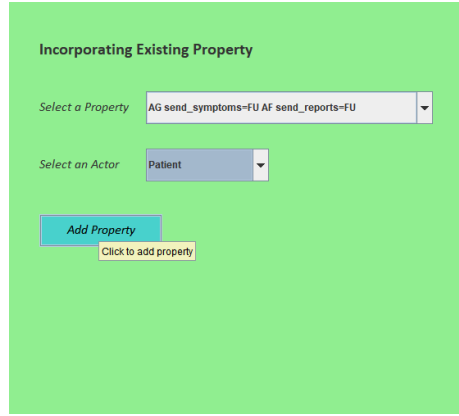 Incorporating Existing Property
Select a Property AG send_symptoms=FU AF send_reports=FU
Select an Actor Patient
Add Property
Click to add property